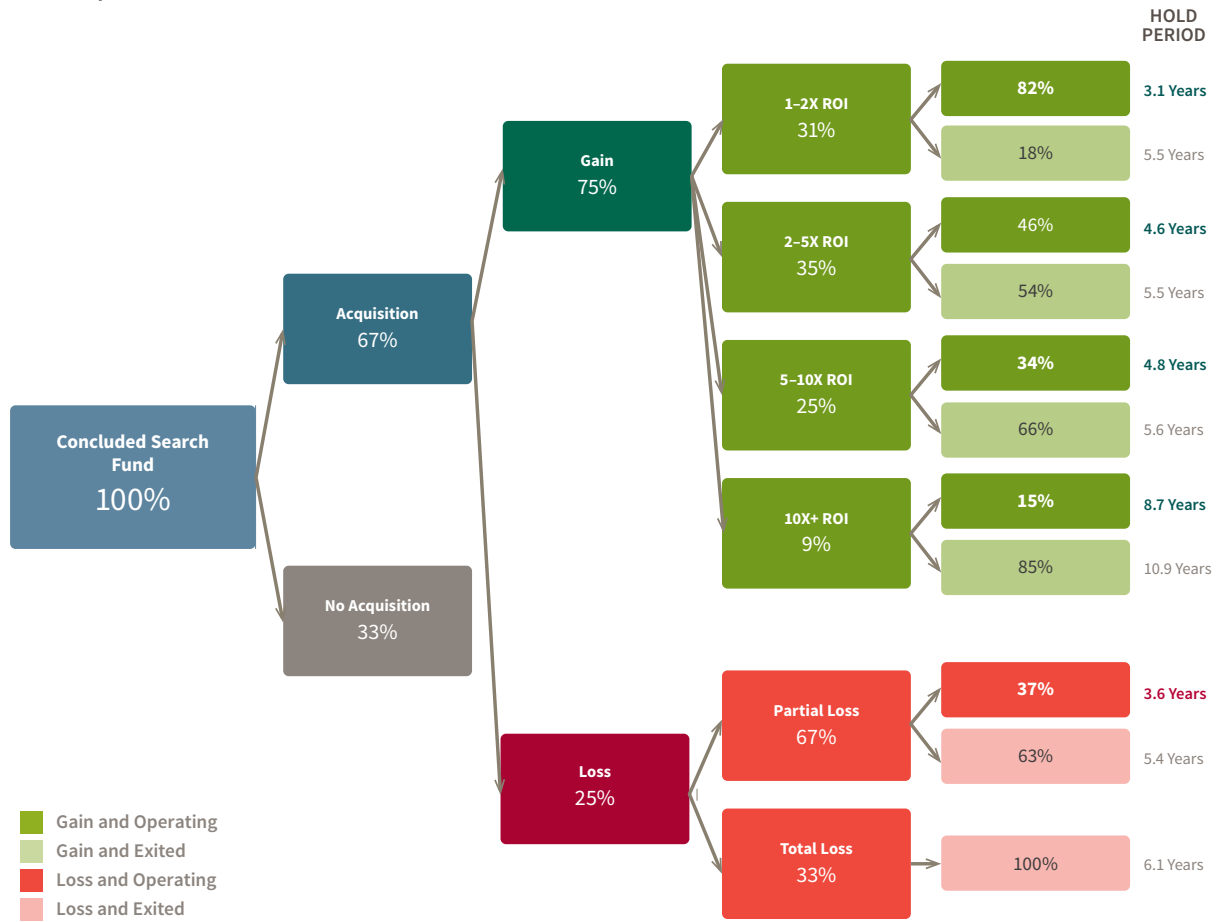 HOLD
PERIOD
Concluded Search
Fund
100%
Acquisition
67%
No Acquisition
33%
Gain
75%
Loss
25%
1–2X ROI
31%
82%
3.1 Years
18%
5.5 Years
2–5X ROI
35%
46%
4.6 Years
54%
5.5 Years
5–10X ROI
25%
34%
4.8 Years
66%
5.6 Years
10X+ ROI
9%
15%
8.7 Years
85%
10.9 Years
Partial Loss
67%
37%
3.6 Years
63%
5.4 Years
Total Loss
33%
100%
6.1 Years
Gain and Operating
Gain and Exited
Loss and Operating
Loss and Exited